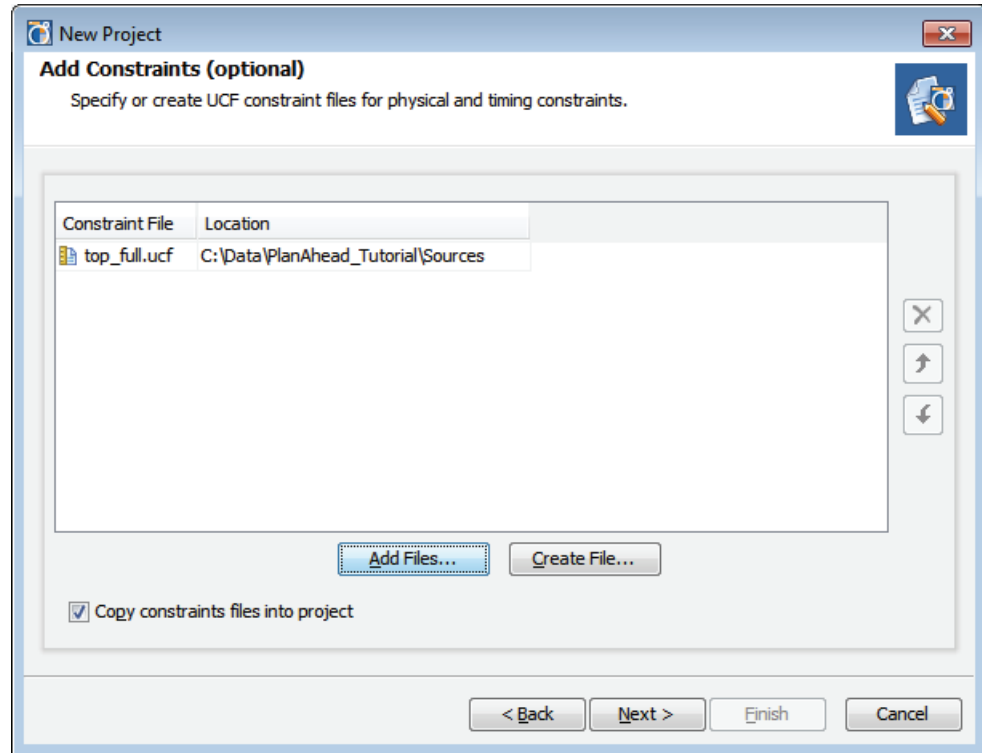 New Project
Add Constraints (optional)
Specify or create UCF constraint files for physical and timing constraints.
Constraint File Location
top_full.ucf C:\Data\PlanAhead_Tutorial\Sources
Add Files... Create File...
Copy constraints files into project
< Back Next > Finish Cancel